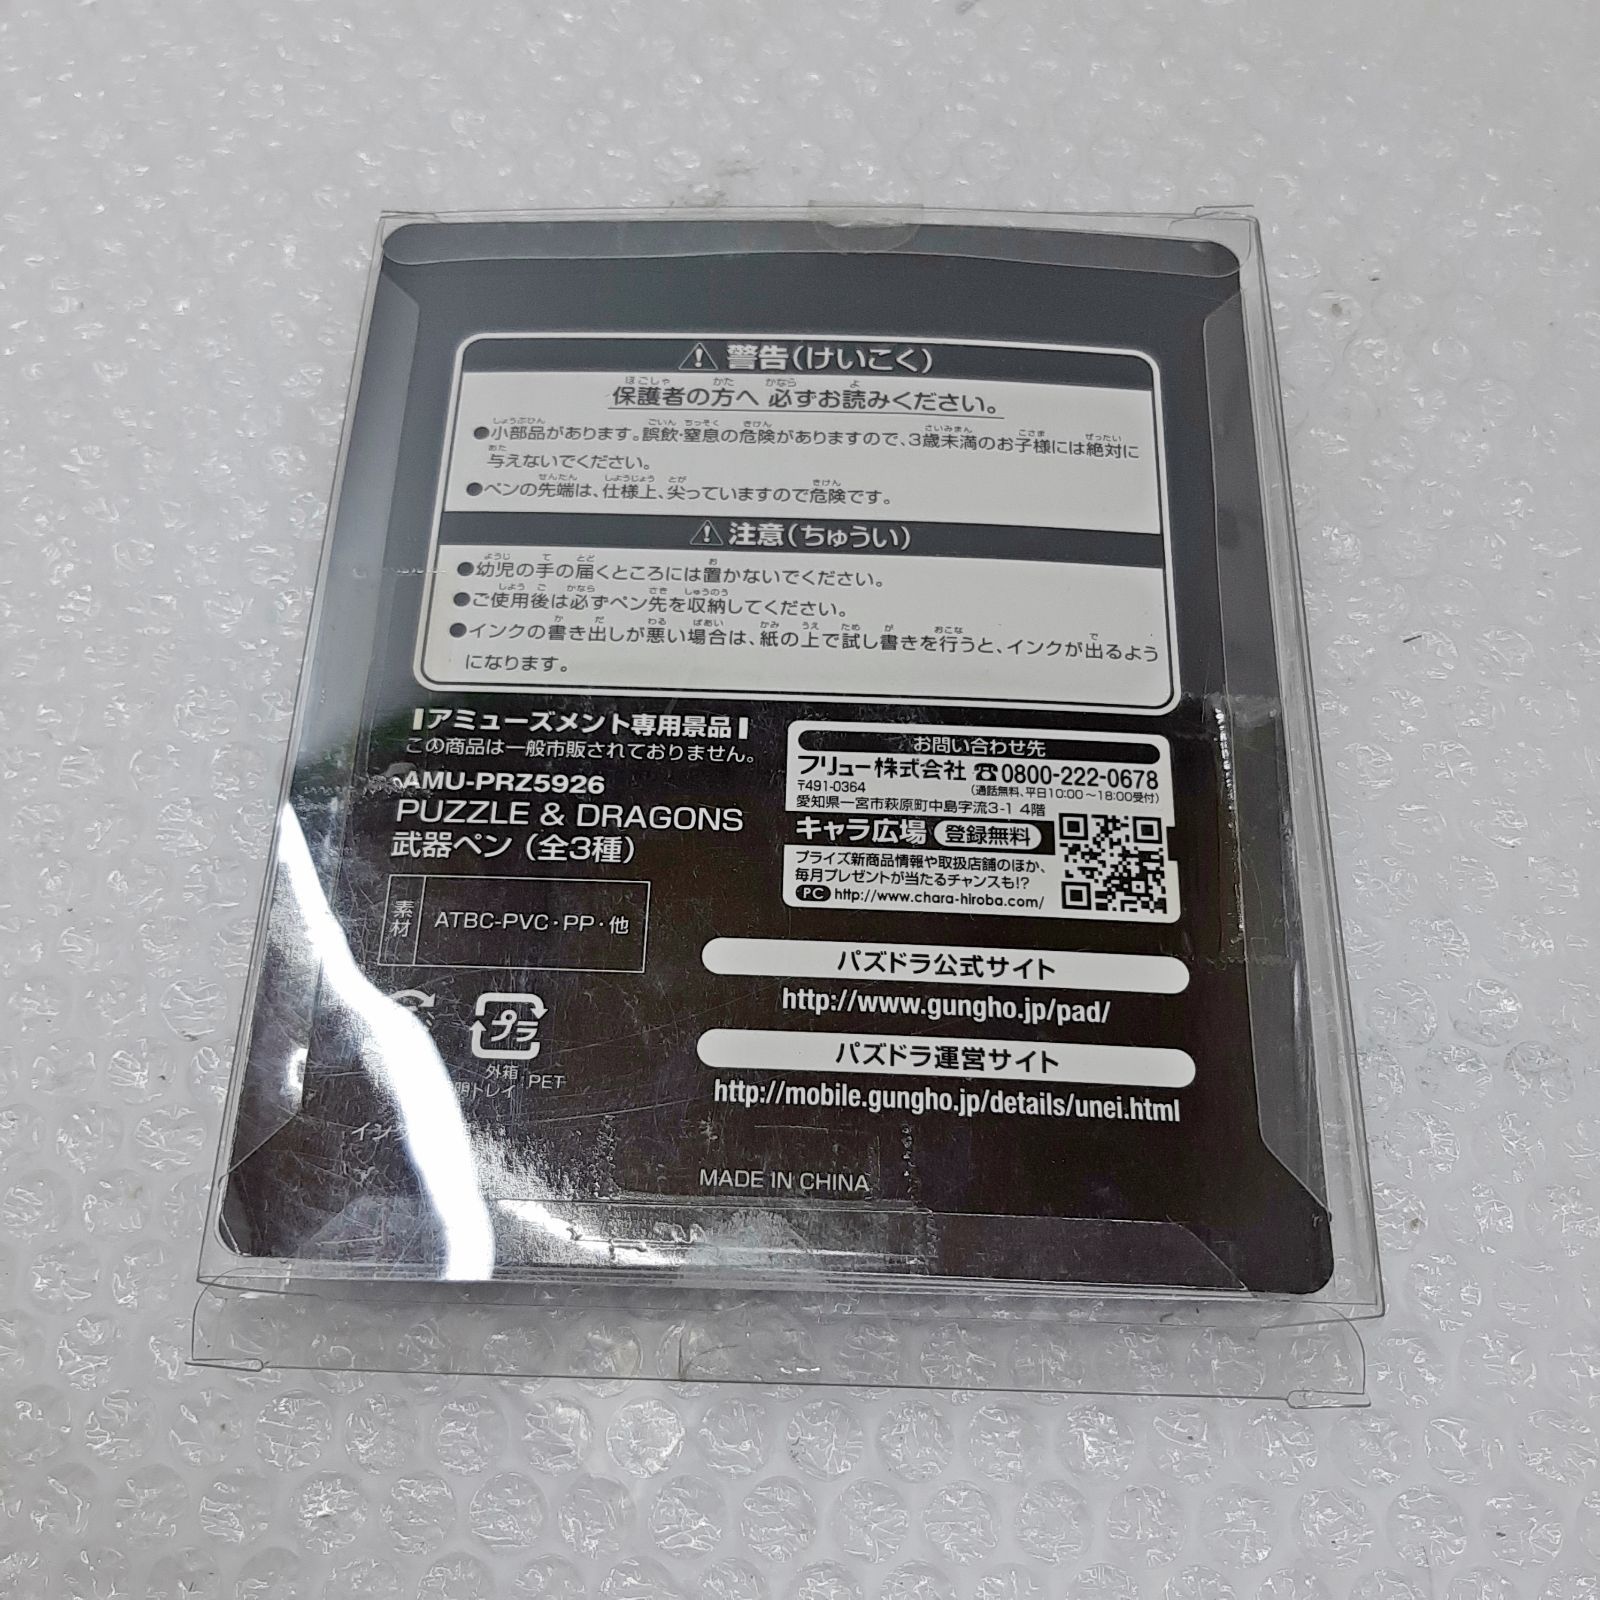 警告(けいこく)
保護者の方へ 必ずお読みください。
●小部品があります。誤飲・窒息の危険がありますので、3歳未満のお子様には絶対に
与えないでください。
●ペンの先端は、仕様上、尖っていますので危険です。
注意(ちゅうい)
●幼児の手の届くところには置かないでください。
●ご使用後は必ずペン先を収納してください。
●インクの書き出しが悪い場合は、紙の上で試し書きを行うと、インクが出るよう
になります。
アミューズメント専用景品
この商品は一般市販されておりません。
AMU-PRZ5926
PUZZLE & DRAGONS
武器ペン(全3種)
素材
ATBC-PVC・PP・他
お問い合わせ先
フリュー株式会社 ☎0800-222-0678
〒491-0364 (通話無料、平日10:00~18:00受付)
愛知県一宮市萩原町中島字流3-1 4階
キャラ広場 登録無料
プライズ新商品情報や取扱店舗のほか、
毎月プレゼントが当たるチャンスも!?
PC http://www.chara-hiroba.com/
パズドラ公式サイト
http://www.gungho.jp/pad/
パズドラ運営サイト
http://mobile.gungho.jp/details/unei.html
プラ
外箱
トレイ:PET
MADE IN CHINA